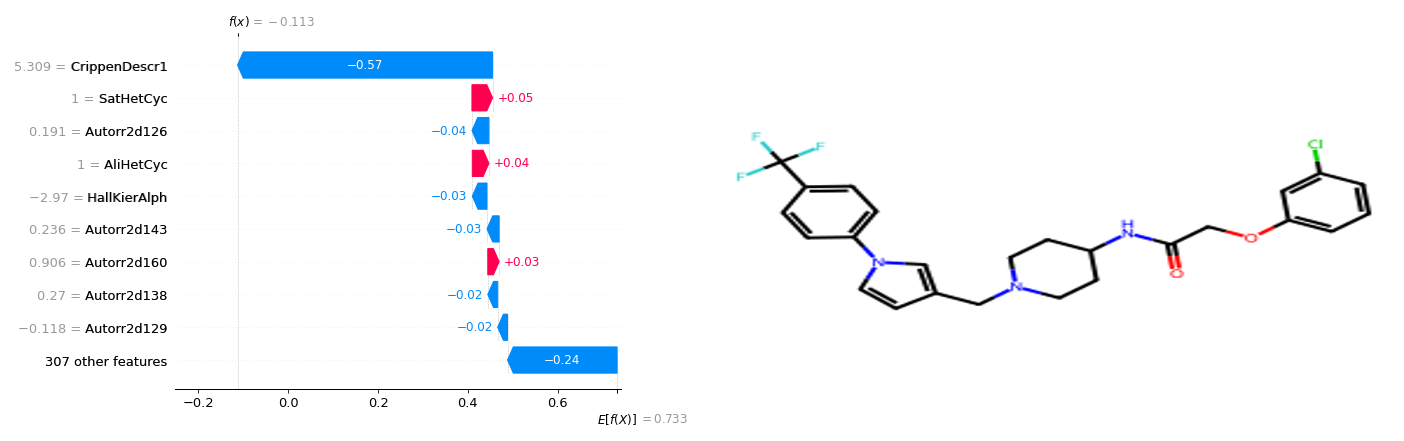 f(x) = −0.113
5.309 = CrippenDescr1
−0.57
1 = SatHetCyc
+0.05
0.191 = Autorr2d126
−0.04
1 = AliHetCyc
+0.04
−2.97 = HallKierAlph
−0.03
0.236 = Autorr2d143
−0.03
0.906 = Autorr2d160
+0.03
0.27 = Autorr2d138
−0.02
−0.118 = Autorr2d129
−0.02
307 other features
−0.24
−0.2 0.0 0.2 0.4 0.6
E[f(X)] = 0.733
F
F
F
N
N
H
N
O
O
Cl